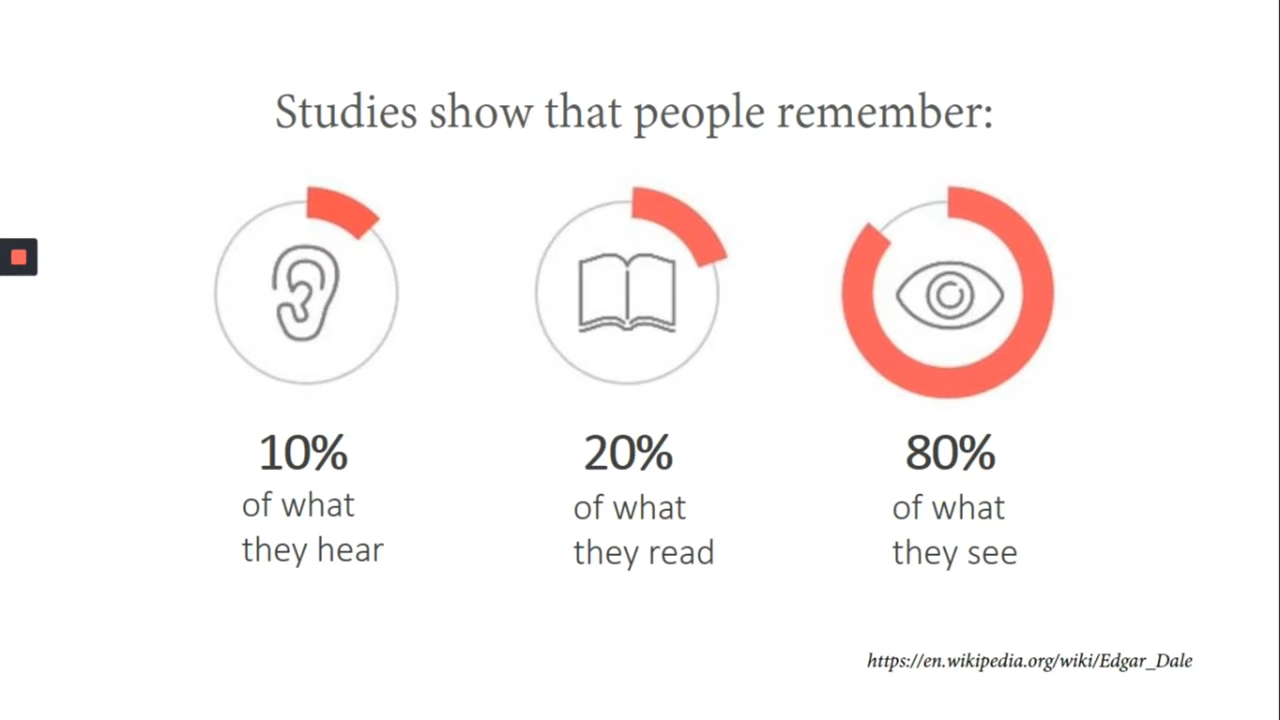 Studies show that people remember:
10%
of what
they hear
20%
of what
they read
80%
of what
they see
https://en.wikipedia.org/wiki/Edgar_Dale